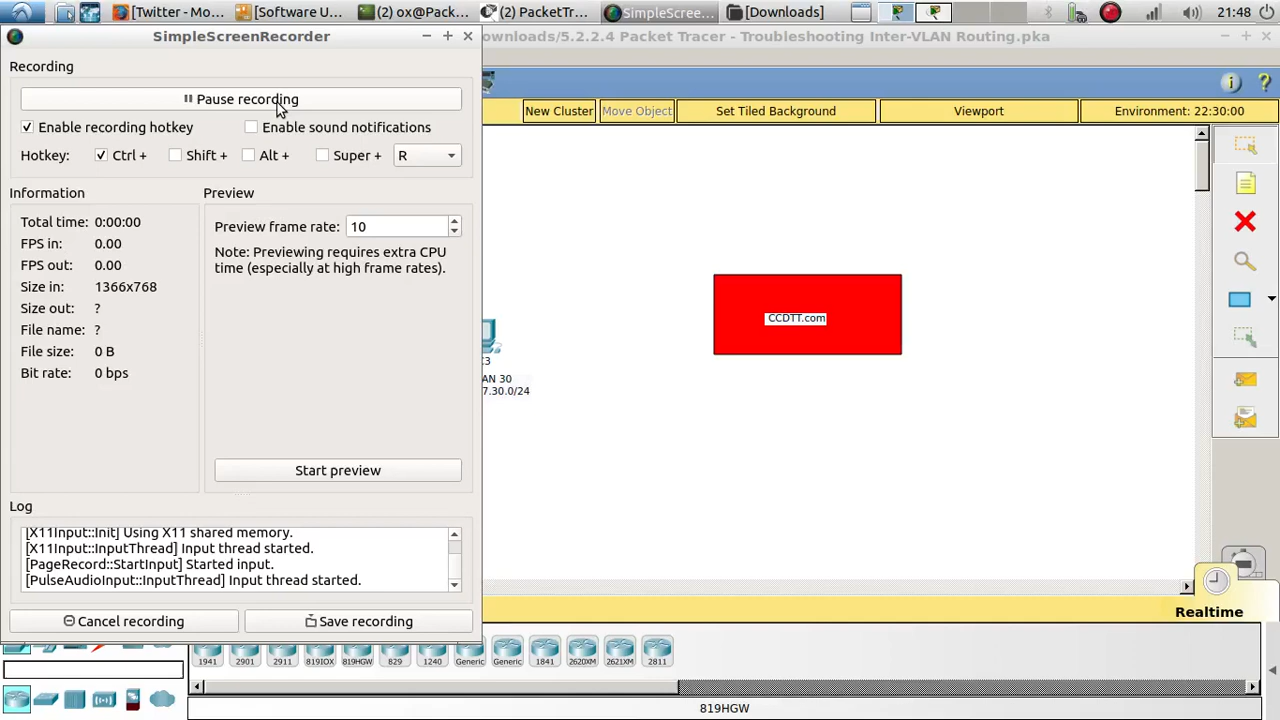 [Twitter - Mo...
[Software U...
(2) ox@Pack...
(2) PacketTr...
SimpleScree...
[Downloads]
21:48
SimpleScreenRecorder
ownloads/5.2.2.4 Packet Tracer - Troubleshooting Inter-VLAN Routing.pka
Recording
Pause recording
Enable recording hotkey
Enable sound notifications
Hotkey:
Ctrl +
Shift +
Alt +
Super +
R
New Cluster
Move Object
Set Tiled Background
Viewport
Environment: 22:30:00
Information
Total time: 0:00:00
FPS in: 0.00
FPS out: 0.00
Size in: 1366x768
Size out: ?
File name: ?
File size: 0 B
Bit rate: 0 bps
Preview
Preview frame rate: 10
Note: Previewing requires extra CPU
time (especially at high frame rates).
Start preview
CCDTT.com
C3
AN 30
7.30.0/24
Log
[X11Input::Init] Using X11 shared memory.
[X11Input::InputThread] Input thread started.
[PageRecord::StartInput] Started input.
[PulseAudioInput::InputThread] Input thread started.
Cancel recording
Save recording
Realtime
1941
2901
2911
819IOX
819HGW
829
1240
Generic
Generic
1841
2620XM
2621XM
2811
819HGW